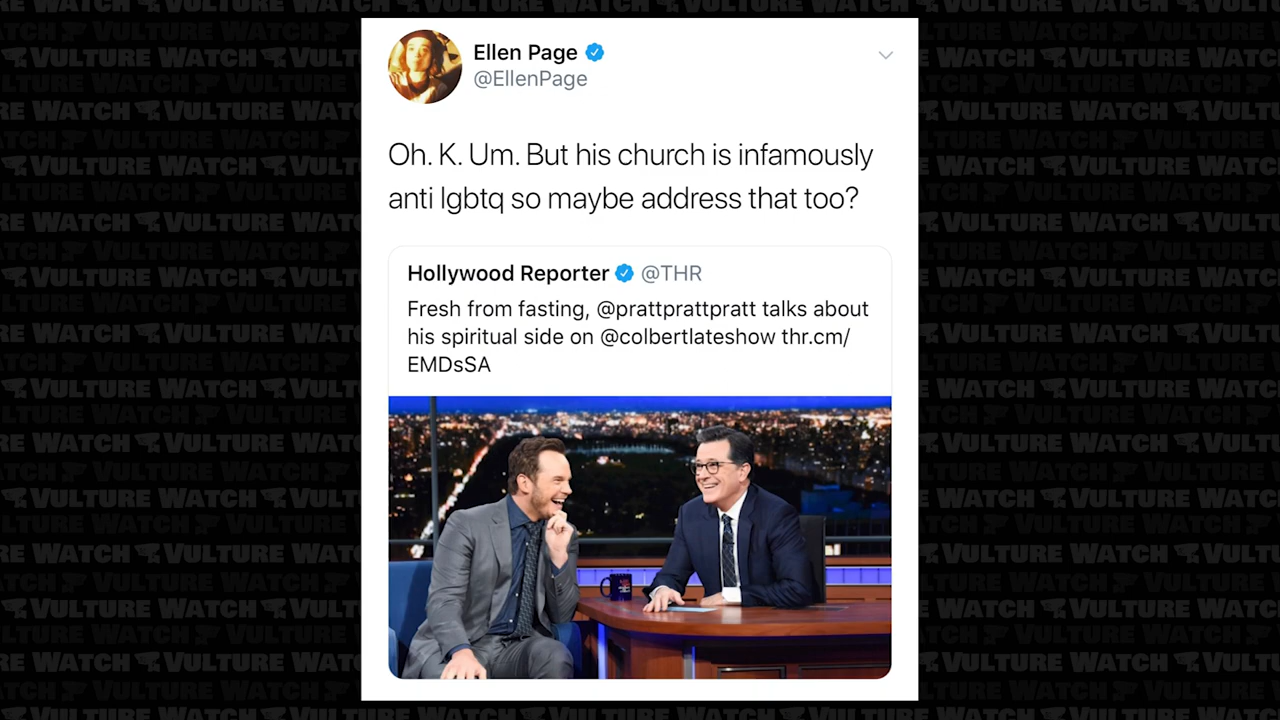 Ellen Page
@EllenPage
Oh. K. Um. But his church is infamously
anti lgbtq so maybe address that too?
Hollywood Reporter @THR
Fresh from fasting, @prattprattpratt talks about
his spiritual side on @colbertlateshow thr.cm/
EMDsSA
VULTURE WATCH